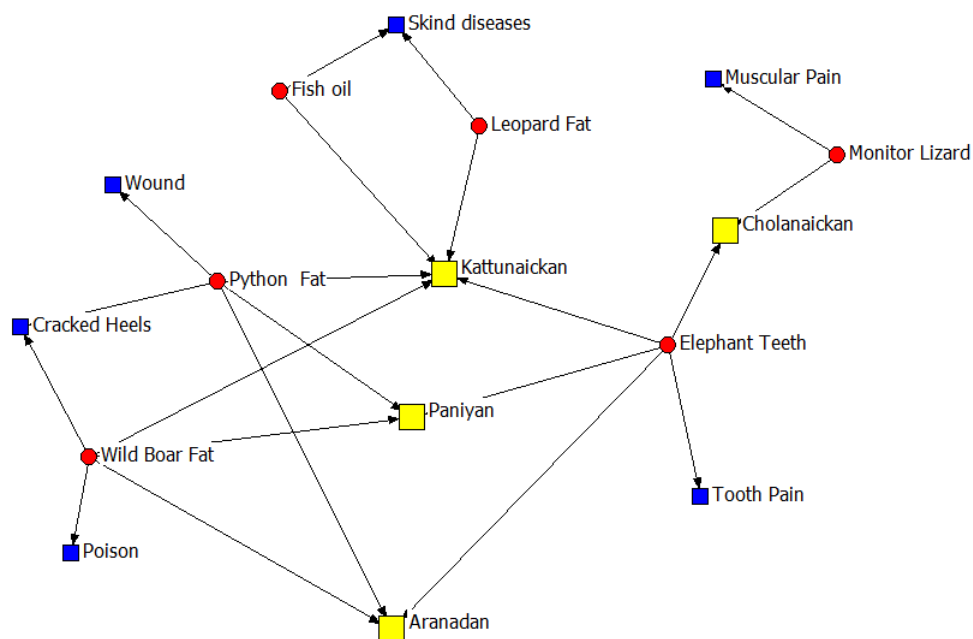 Skind diseases
Fish oil
Muscular Pain
Leopard Fat
Monitor Lizard
Wound
Cholanaickan
Kattunaickan
Python Fat
Cracked Heels
Elephant Teeth
Paniyan
Wild Boar Fat
Tooth Pain
Poison
Aranadan